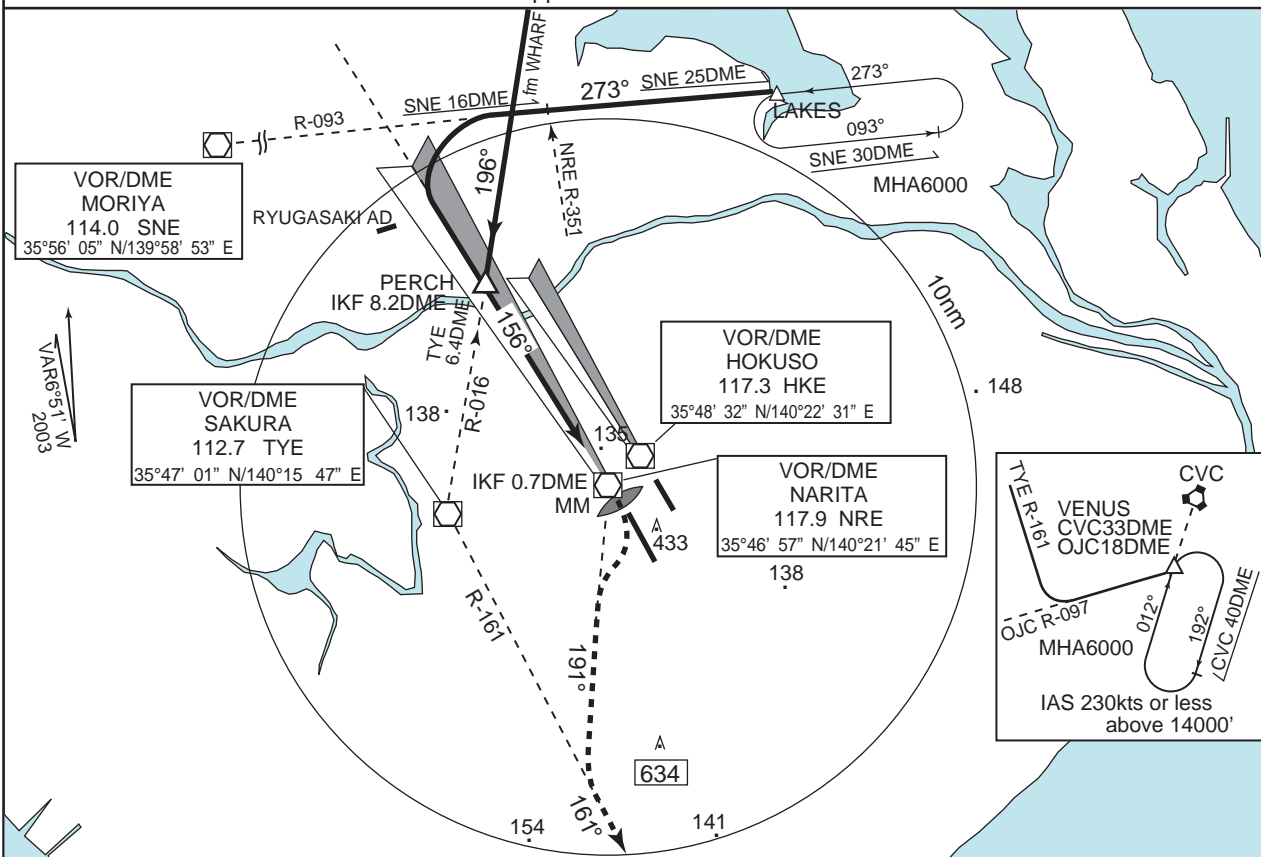 fm WHARF
SNE 16DME
273°
SNE 25DME
273°
LAKES
093°
SNE 30DME
MHA6000
R-093
196°
NRE R-351
VOR/DME
MORIYA
114.0 SNE
35°56' 05" N/139°58' 53" E
RYUGASAKI AD
PERCH
IKF 8.2DME
TYE
6.4DME
156°
10nm
VAR6°51' W
2003
VOR/DME
SAKURA
112.7 TYE
35°47' 01" N/140°15 47" E
138
R-016
VOR/DME
HOKUSO
117.3 HKE
35°48' 32" N/140°22' 31" E
148
135
IKF 0.7DME
MM
VOR/DME
NARITA
117.9 NRE
35°46' 57" N/140°21' 45" E
433
138
R-161
191°
634
161°
154
141
TYE R-161
CVC
VENUS
CVC33DME
OJC18DME
OJC R-097
012°
192°
CVC 40DME
MHA6000
IAS 230kts or less
above 14000'